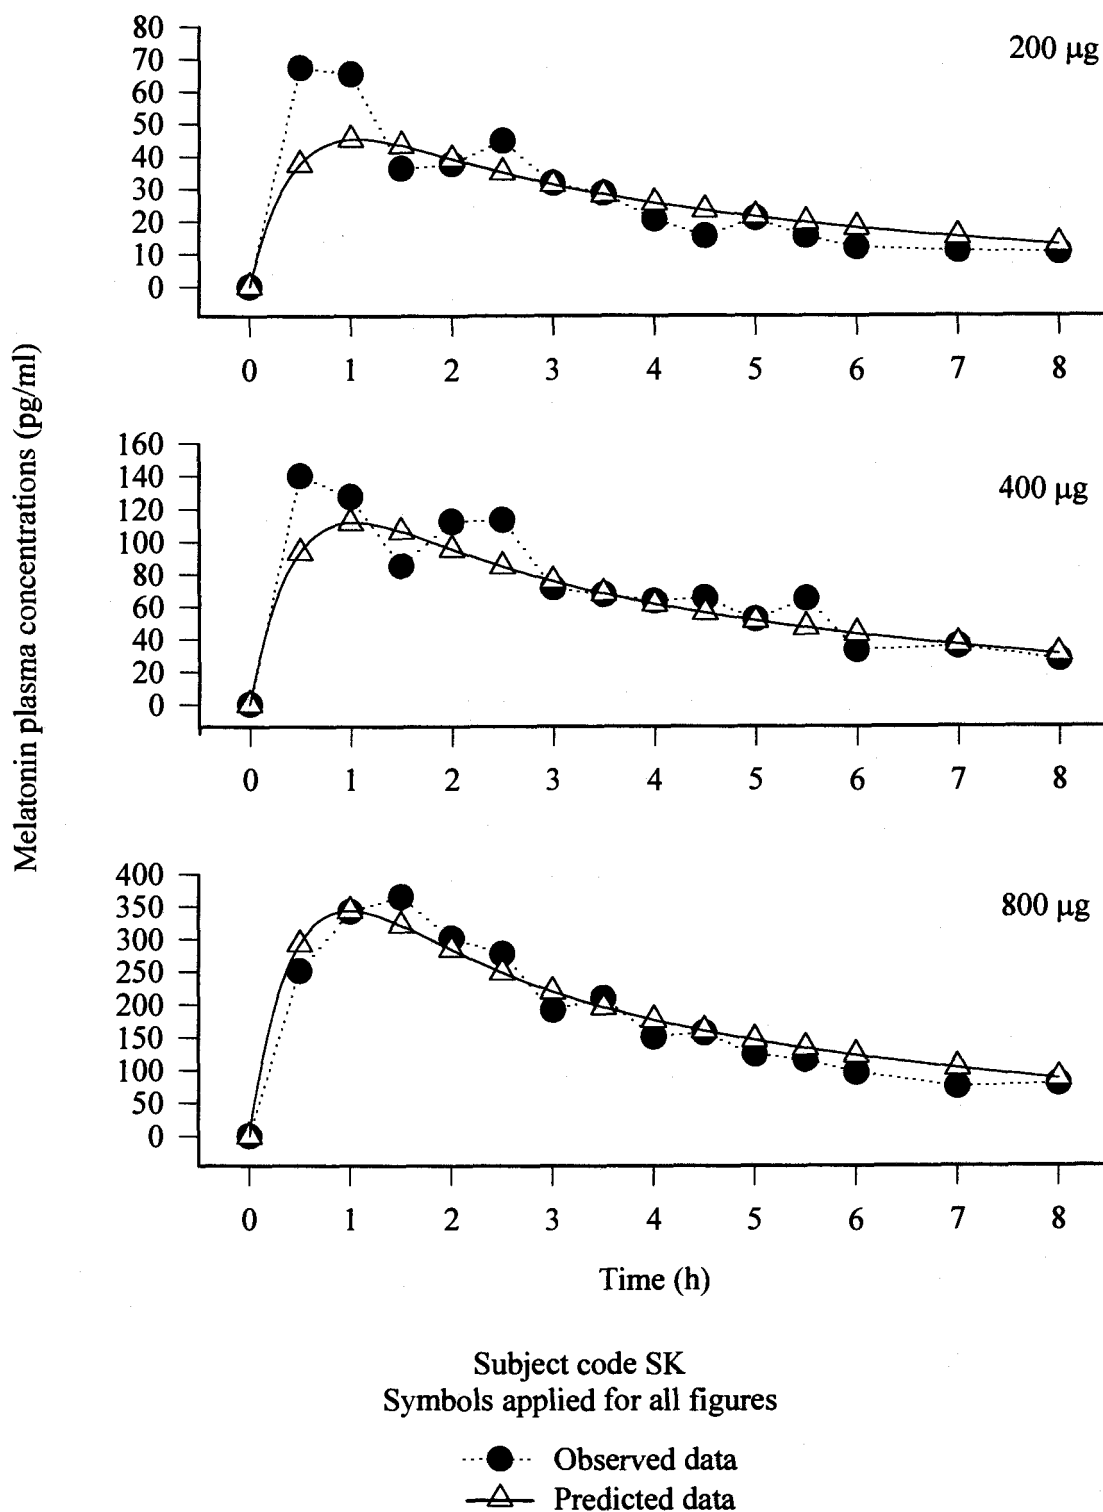 Melatonin plasma concentrations (pg/ml)
200 µg
80
70
60
50
40
30
20
10
0
0 1 2 3 4 5 6 7 8
400 µg
160
140
120
100
80
60
40
20
0
0 1 2 3 4 5 6 7 8
800 µg
400
350
300
250
200
150
100
50
0
0 1 2 3 4 5 6 7 8
Time (h)
Subject code SK
Symbols applied for all figures
Observed data
Predicted data